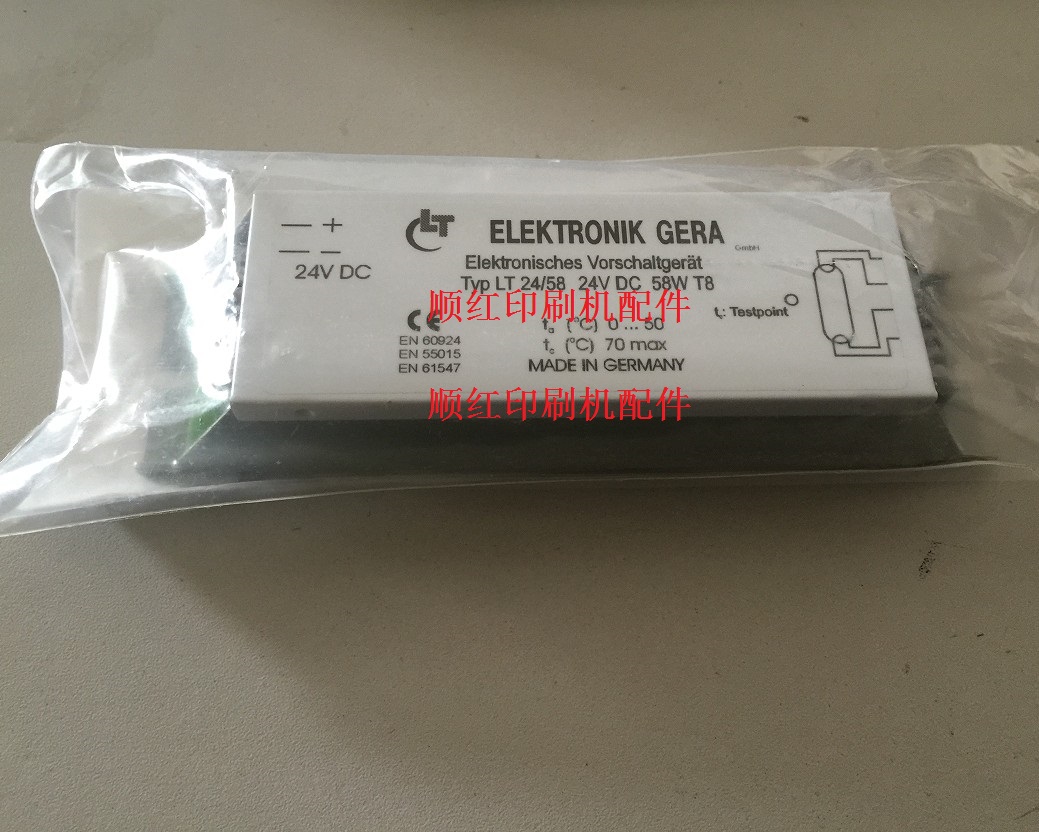 — +
— —
24V DC
LT
ELEKTRONIK GERA GmbH
Elektronisches Vorschaltgerät
Typ LT 24/58 24V DC 58W T8
顺红印刷机配件
CE
EN 60924
EN 55015
EN 61547
ta (°C) 0 ... 50
tc (°C) 70 max
MADE IN GERMANY
tc: Testpoint
顺红印刷机配件